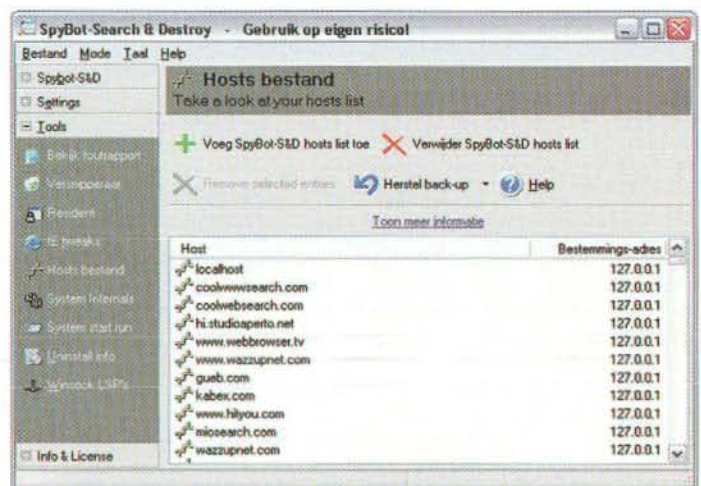 SpyBot-Search & Destroy - Gebruik op eigen risico!
Bestand Mode Taal Help
Spybot-S&D
Settings
Tools
Bekijk foutrapport
Versnipperaar
Resident
IE tweaks
Hosts bestand
System Internals
System start run
Uninstall info
Winsock LSP's
Info & License
Hosts bestand
Take a look at your hosts list
Voeg SpyBot-S&D hosts list toe Verwijder SpyBot-S&D hosts list
Remove selected entries Herstel back-up Help
Toon meer informatie
Host Bestemmings-adres
localhost 127.0.0.1
coolwwwsearch.com 127.0.0.1
coolwebsearch.com 127.0.0.1
hi.studioaperto.net 127.0.0.1
www.webbrowser.tv 127.0.0.1
www.wazzupnet.com 127.0.0.1
gueb.com 127.0.0.1
kabex.com 127.0.0.1
www.hityou.com 127.0.0.1
miosearch.com 127.0.0.1
wazzupnet.com 127.0.0.1